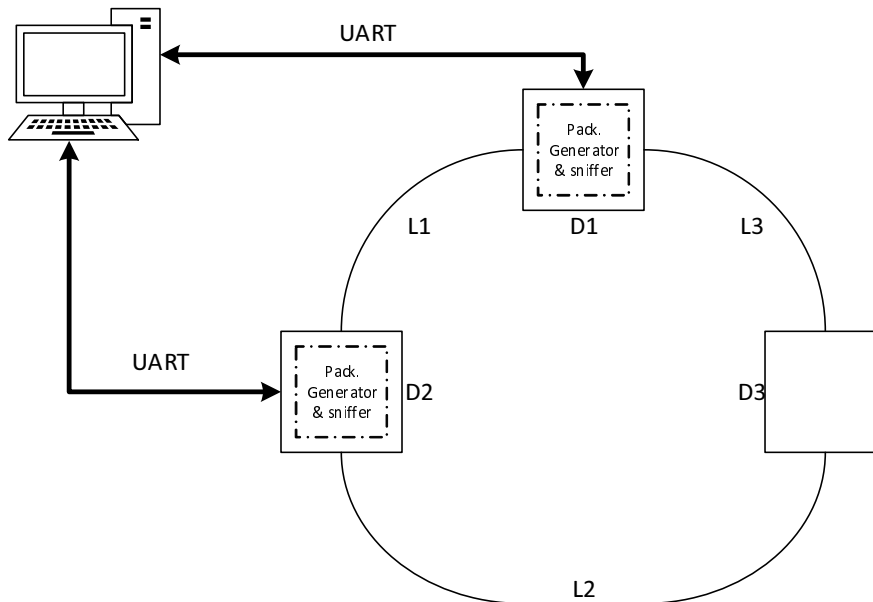 UART
Pack.
Generator
& sniffer
L1
D1
L3
UART
Pack.
Generator
& sniffer
D2
D3
L2